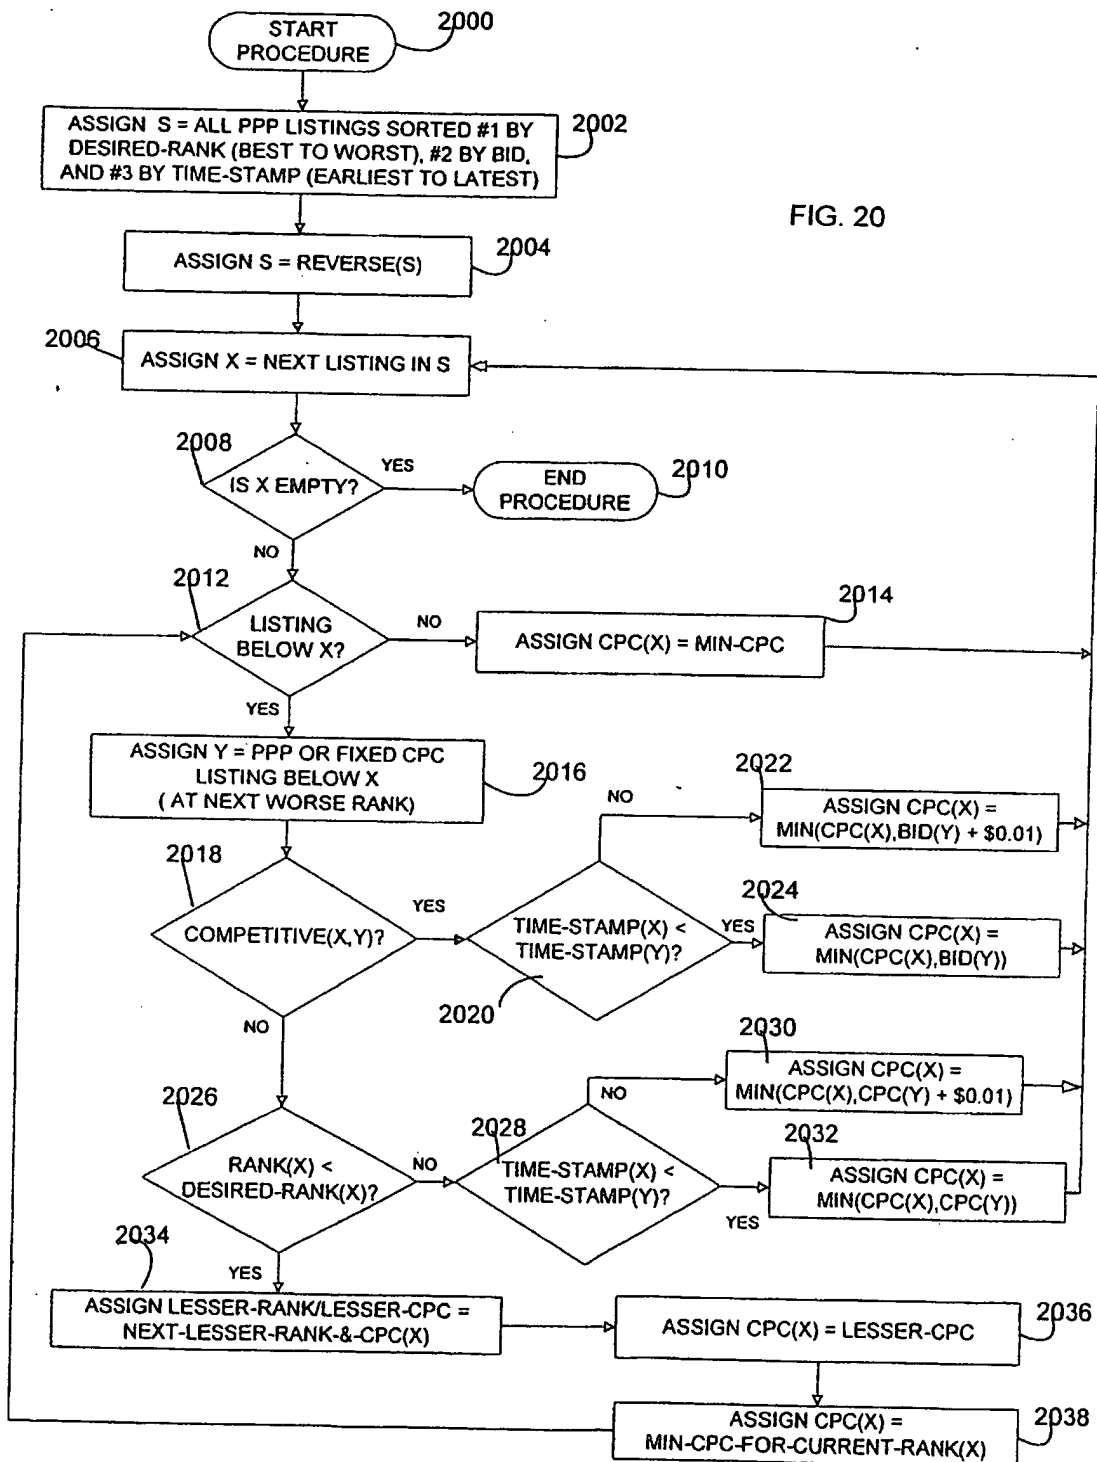 START
PROCEDURE
2000
ASSIGN S = ALL PPP LISTINGS SORTED #1 BY
DESIRED-RANK (BEST TO WORST), #2 BY BID,
AND #3 BY TIME-STAMP (EARLIEST TO LATEST)
2002
FIG. 20
ASSIGN S = REVERSE(S)
2004
2006
ASSIGN X = NEXT LISTING IN S
2008
IS X EMPTY?
YES
END
PROCEDURE
2010
NO
2012
LISTING
BELOW X?
NO
ASSIGN CPC(X) = MIN-CPC
2014
YES
ASSIGN Y = PPP OR FIXED CPC
LISTING BELOW X
( AT NEXT WORSE RANK)
2016
NO
2022
ASSIGN CPC(X) =
MIN(CPC(X),BID(Y) + $0.01)
2018
COMPETITIVE(X,Y)?
YES
TIME-STAMP(X) <
TIME-STAMP(Y)?
2020
YES
2024
ASSIGN CPC(X) =
MIN(CPC(X),BID(Y))
NO
2030
ASSIGN CPC(X) =
MIN(CPC(X),CPC(Y) + $0.01)
NO
2026
RANK(X) <
DESIRED-RANK(X)?
NO
2028
TIME-STAMP(X) <
TIME-STAMP(Y)?
YES
2032
ASSIGN CPC(X) =
MIN(CPC(X),CPC(Y))
2034
YES
ASSIGN LESSER-RANK/LESSER-CPC =
NEXT-LESSER-RANK-&-CPC(X)
ASSIGN CPC(X) = LESSER-CPC
2036
ASSIGN CPC(X) =
MIN-CPC-FOR-CURRENT-RANK(X)
2038